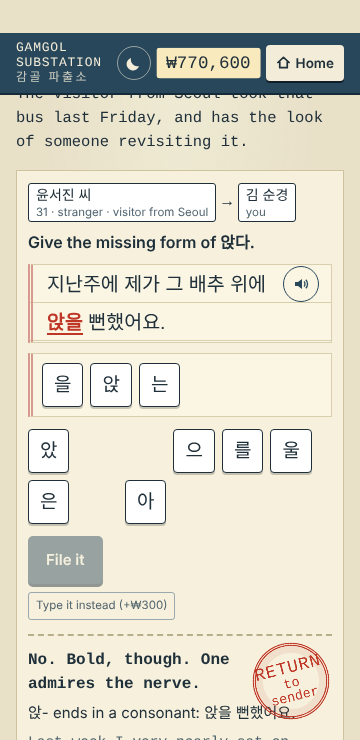 GAMGOL
SUBSTATION
감골 파출소
₩770,600
Home
The visitor from Seoul took that
bus last Friday, and has the look
of someone revisiting it.
윤서진 씨
31 · stranger · visitor from Seoul
→
김 순경
you
Give the missing form of 앉다.
지난주에 제가 그 배추 위에
앉을 뻔했어요.
을 앉 는
았 으 를 울
은 아
File it
Type it instead (+₩300)
No. Bold, though. One
admires the nerve.
RETURN
to
sender
앉- ends in a consonant: 앉을 뻔했어요.